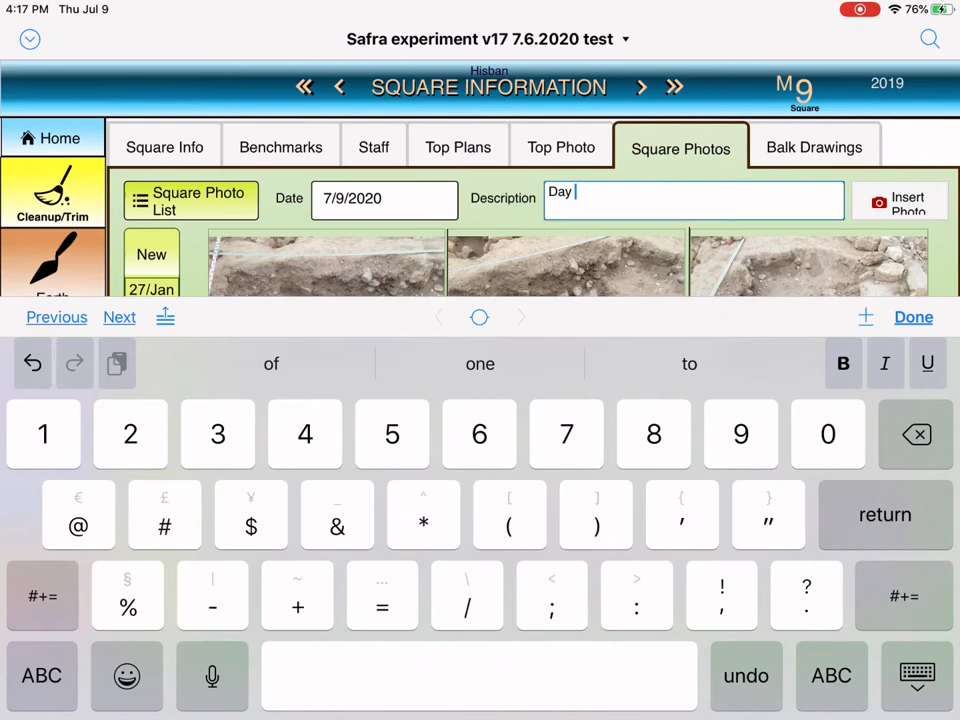 4:17 PM Thu Jul 9
76%
Safra experiment v17 7.6.2020 test
Hisban
SQUARE INFORMATION
M9
Square
2019
Home
Square Info
Benchmarks
Staff
Top Plans
Top Photo
Square Photos
Balk Drawings
Cleanup/Trim
Square Photo
List
Date
7/9/2020
Description
Day
Insert
Photo
New
27/Jan
Earth
Previous
Next
Done
of
one
to
B
I
U
1 2 3 4 5 6 7 8 9 0
€ £ ¥ _ ^ [ ] { }
@ # $ & * ( ) ' "
return
§ | ~ … \ < > ! ?
#+= % - + = / ; : , . #+=
ABC
undo
ABC